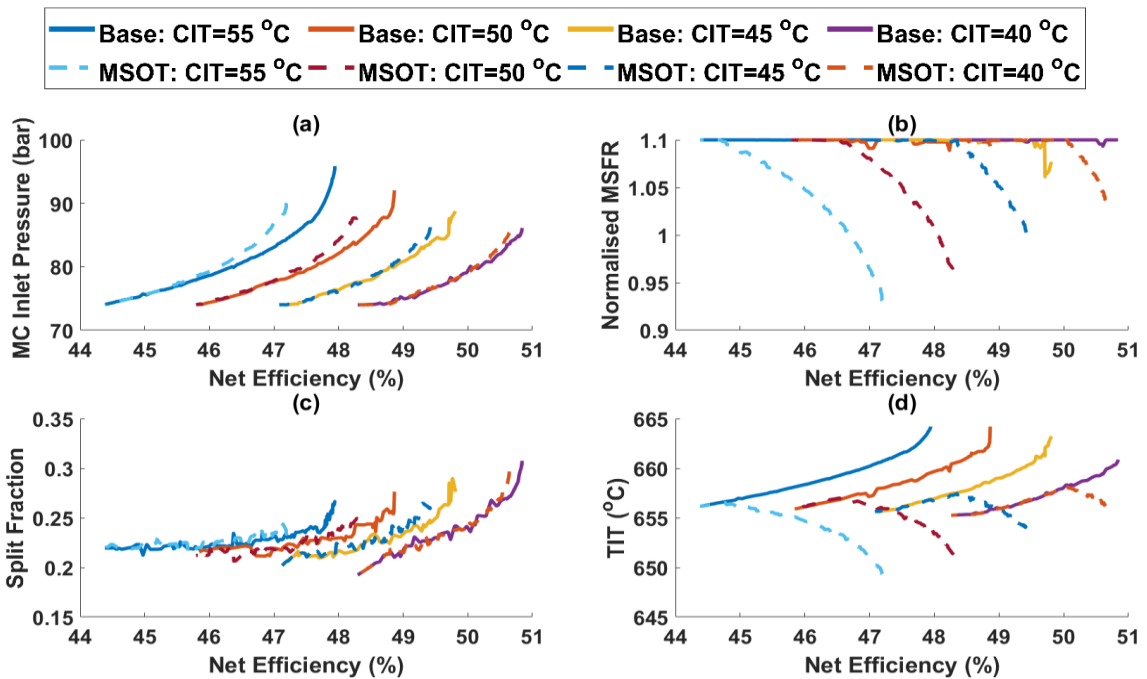 Base: CIT=55 °C Base: CIT=50 °C Base: CIT=45 °C Base: CIT=40 °C
MSOT: CIT=55 °C MSOT: CIT=50 °C MSOT: CIT=45 °C MSOT: CIT=40 °C
(a)
MC Inlet Pressure (bar)
100
90
80
70
44 45 46 47 48 49 50 51
Net Efficiency (%)
(b)
Normalised MSFR
1.1
1.05
1
0.95
0.9
44 45 46 47 48 49 50 51
Net Efficiency (%)
(c)
Split Fraction
0.35
0.3
0.25
0.2
0.15
44 45 46 47 48 49 50 51
Net Efficiency (%)
(d)
TIT (°C)
665
660
655
650
645
44 45 46 47 48 49 50 51
Net Efficiency (%)